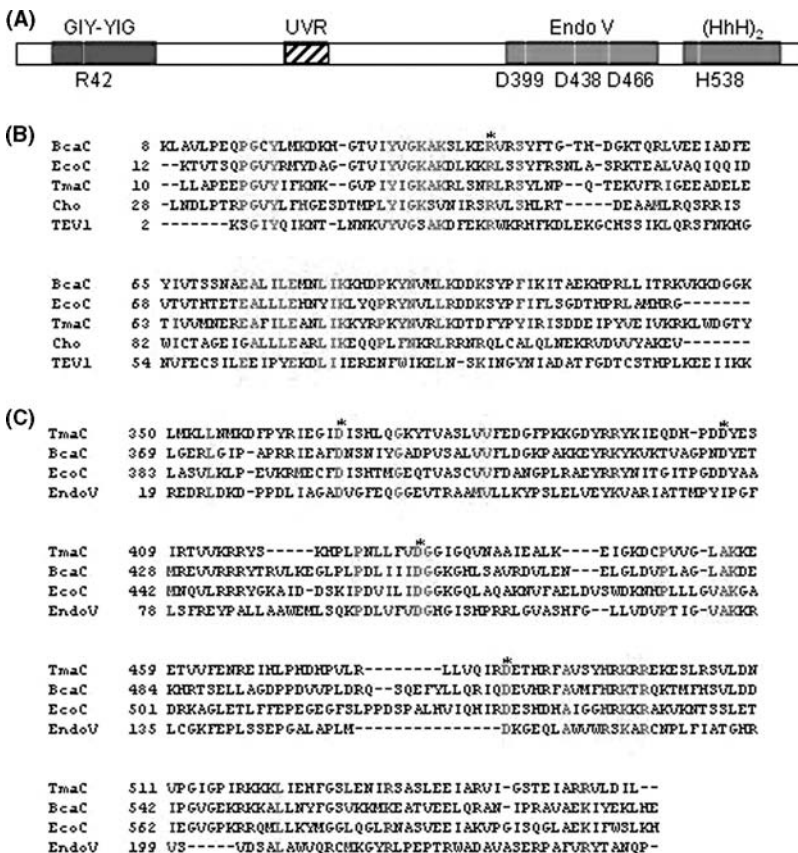 (A)
GIY-YIG UVR Endo V (HhH)2
R42 D399 D438 D466 H538
(B)
*
BcaC 8 KLAVLPEQPGCYLMKDKH-GTVIYVGKAKSLKERVRSYFTG-TH-DGKTQRLVEEIADFE
EcoC 12 --KTVTSQPGVYRMYDAG-GTVIYVGKAKDLKKRLSSYFRSNLA-SRKTEALVAQIQQID
TmaC 10 --LLAPEEPGVYIFKNK--GVPIYIGKAKRLSNRLRSYLNP--Q-TEKVFRIGEEADELE
Cho 28 -LNDLPTRPGVYLFHGESDTMPLYIGKSVNIRSRVLSHLRT-----DEAAMLRQSRRIS
TEV1 2 -------KSGIYQIKNT-LNNKVYVGSAKDFEKRWKRHFKDLEKGCHSSIKLQRSFNKHG
BcaC 65 YIVTSSNAEALILEMNLIKKHDPKYNVMLKDDKSYPFIKITAEKHPRLLITRKVKKDGGK
EcoC 68 VTVTHTETEALLLEHNYIKLYQPRYNVLLRDDKSYPFIFLSGDTHPRLAMHRG-------
TmaC 63 TIVVMNEREAFILEANLIKKYRPKYNVRLKDTDFYPYIRISDDEIPYVEIVKRKLWDGTY
Cho 82 WICTAGEIGALLLEARLIKEQQPLFNKRLRRNRQLCALQLNEKRVDVVYAKEV-------
TEV1 54 NVFECSILEEIPYEKDLIIERENFWIKELN-SKINGYNIADATFGDTCSTHPLKEEIIKK
(C)
* *
TmaC 350 LMKLLNMKDFPYRIEGIDISHLQGKYTVASLVVFEDGFPKKGDYRRYKIEQDH-PDDYES
BcaC 369 LGERLGIP-APRRIEAFDNSNIYGADPVSALVVFLDGKPAKKEYRKYKVKTVAGPNDYET
EcoC 383 LASVLKLP-EVKRMECFDISHTMGEQTVASCVVFDANGPLRAEYRRYNITGITPGDDYAA
EndoV 19 REDRLDKD-PPDLIAGADVGFEQGGEVTRAAMVLLKYPSLELVEYKVARIATTMPYIPGF
*
TmaC 409 IRTVVKRRYS-----KHPLPNLLFVDGGIGQVNAAIEALK----EIGKDCPVVG-LAKKE
BcaC 428 MREVVRRRYTRVLKEGLPLPDLIIIDGGKGHLSAVRDVLEN---ELGLDVPLAG-LAKDE
EcoC 442 MNQVLRRRYGKAID-DSKIPDVILIDGGKGQLAQAKNVFAELDVSWDKNHPLLLGVAKGA
EndoV 78 LSFREYPALLAAWEMLSQKPDLVFVDGHGISHPRRLGVASHFG--LLVDVPTIG-VAKKR
*
TmaC 459 ETVVFENREIHLPHDHPVLR---------LLVQIRDETHRFAVSYHRKRREKESLRSVLDN
BcaC 484 KHRTSELLAGDPPDVVPLDRQ--SQEFYLLQRIQDEVHRFAVMFHRKTRQKTMFHSVLDD
EcoC 501 DRKAGLETLFFEPEGEGFSLPPDSPALHVIQHIRDESHDHAIGGHRKKRAKVKNTSSLET
EndoV 135 LCGKFEPLSSEPGALAPLM---------------DKGEQLAWVWRSKARCNPLFIATGHR
TmaC 511 VPGIGPIRKKKLIEHFGSLENIRSASLEEIARVI-GSTEIARRVLDIL--
BcaC 542 IPGVGEKRKKALLNYFGSVKKMKEATVEELQRAN-IPRAVAEKIYEKLHE
EcoC 562 IEGVGPKRRQMLLKYMGGLQGLRNASVEEIAKVPGISQGLAEKIFWSLKH
EndoV 199 VS-----VDSALAWVQRCMKGYRLPEPTRWADAVASERPAFVRYTANQP-